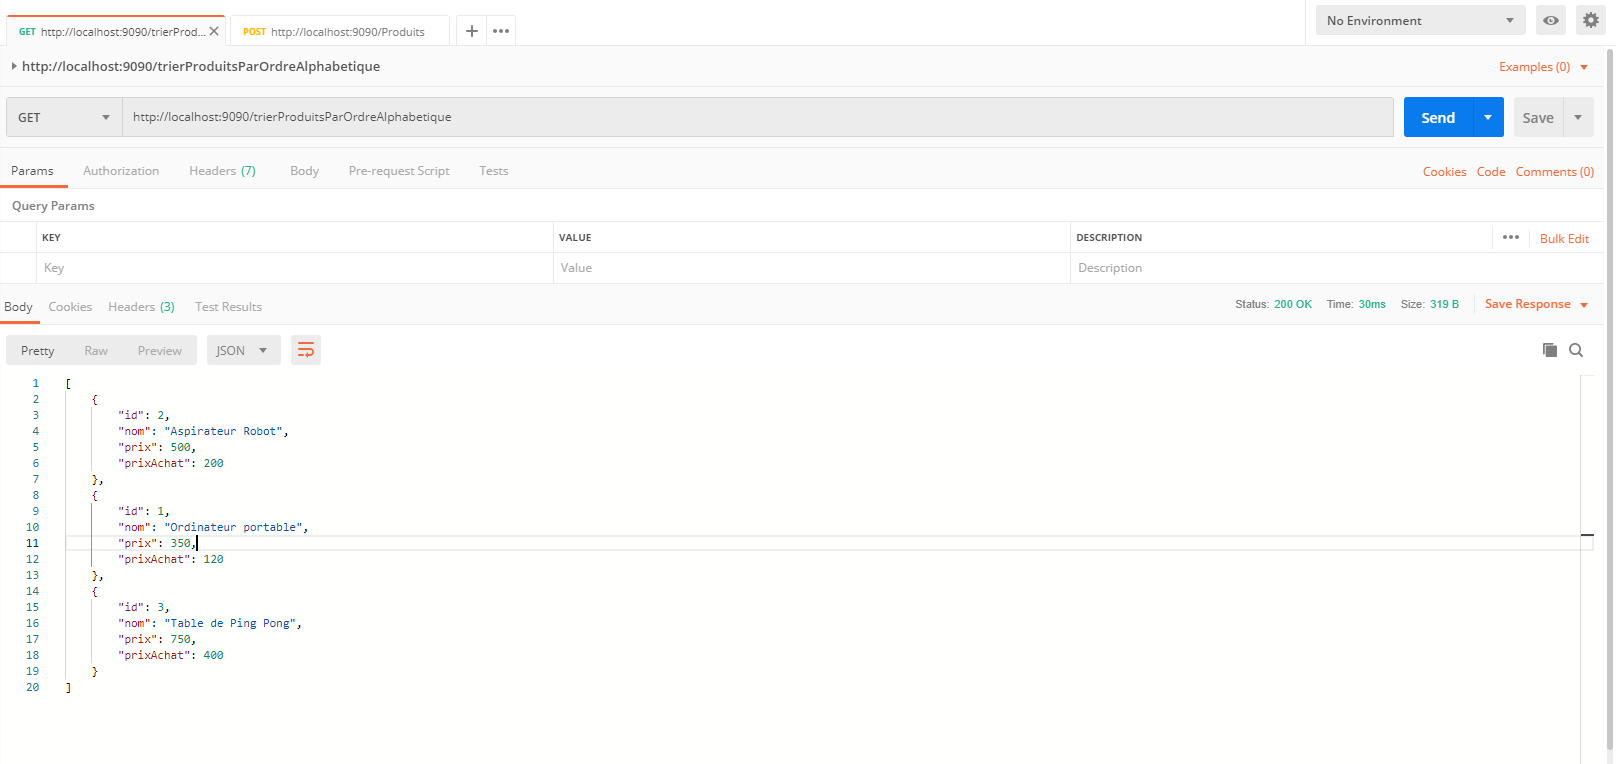 GET http://localhost:9090/trierProd...
POST http://localhost:9090/Produits
No Environment
http://localhost:9090/trierProduitsParOrdreAlphabetique
Examples (0)
GET
http://localhost:9090/trierProduitsParOrdreAlphabetique
Send
Save
Params Authorization Headers (7) Body Pre-request Script Tests
Cookies Code Comments (0)
Query Params
KEY VALUE DESCRIPTION
Bulk Edit
Key Value Description
Body Cookies Headers (3) Test Results
Status: 200 OK Time: 30ms Size: 319 B Save Response
Pretty Raw Preview JSON
1 [
2 {
3 "id": 2,
4 "nom": "Aspirateur Robot",
5 "prix": 500,
6 "prixAchat": 200
7 },
8 {
9 "id": 1,
10 "nom": "Ordinateur portable",
11 "prix": 350,
12 "prixAchat": 120
13 },
14 {
15 "id": 3,
16 "nom": "Table de Ping Pong",
17 "prix": 750,
18 "prixAchat": 400
19 }
20 ]